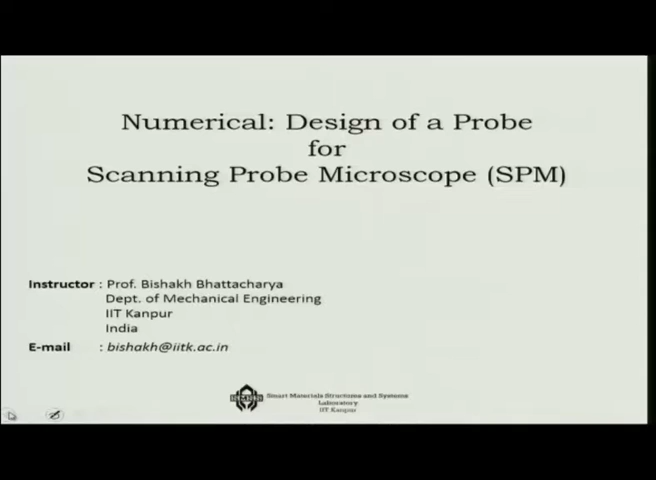 Numerical: Design of a Probe
for
Scanning Probe Microscope (SPM)
Instructor : Prof. Bishakh Bhattacharya
Dept. of Mechanical Engineering
IIT Kanpur
India
E-mail : bishakh@iitk.ac.in
Smart Materials Structures and Systems
Laboratory
IIT Kanpur